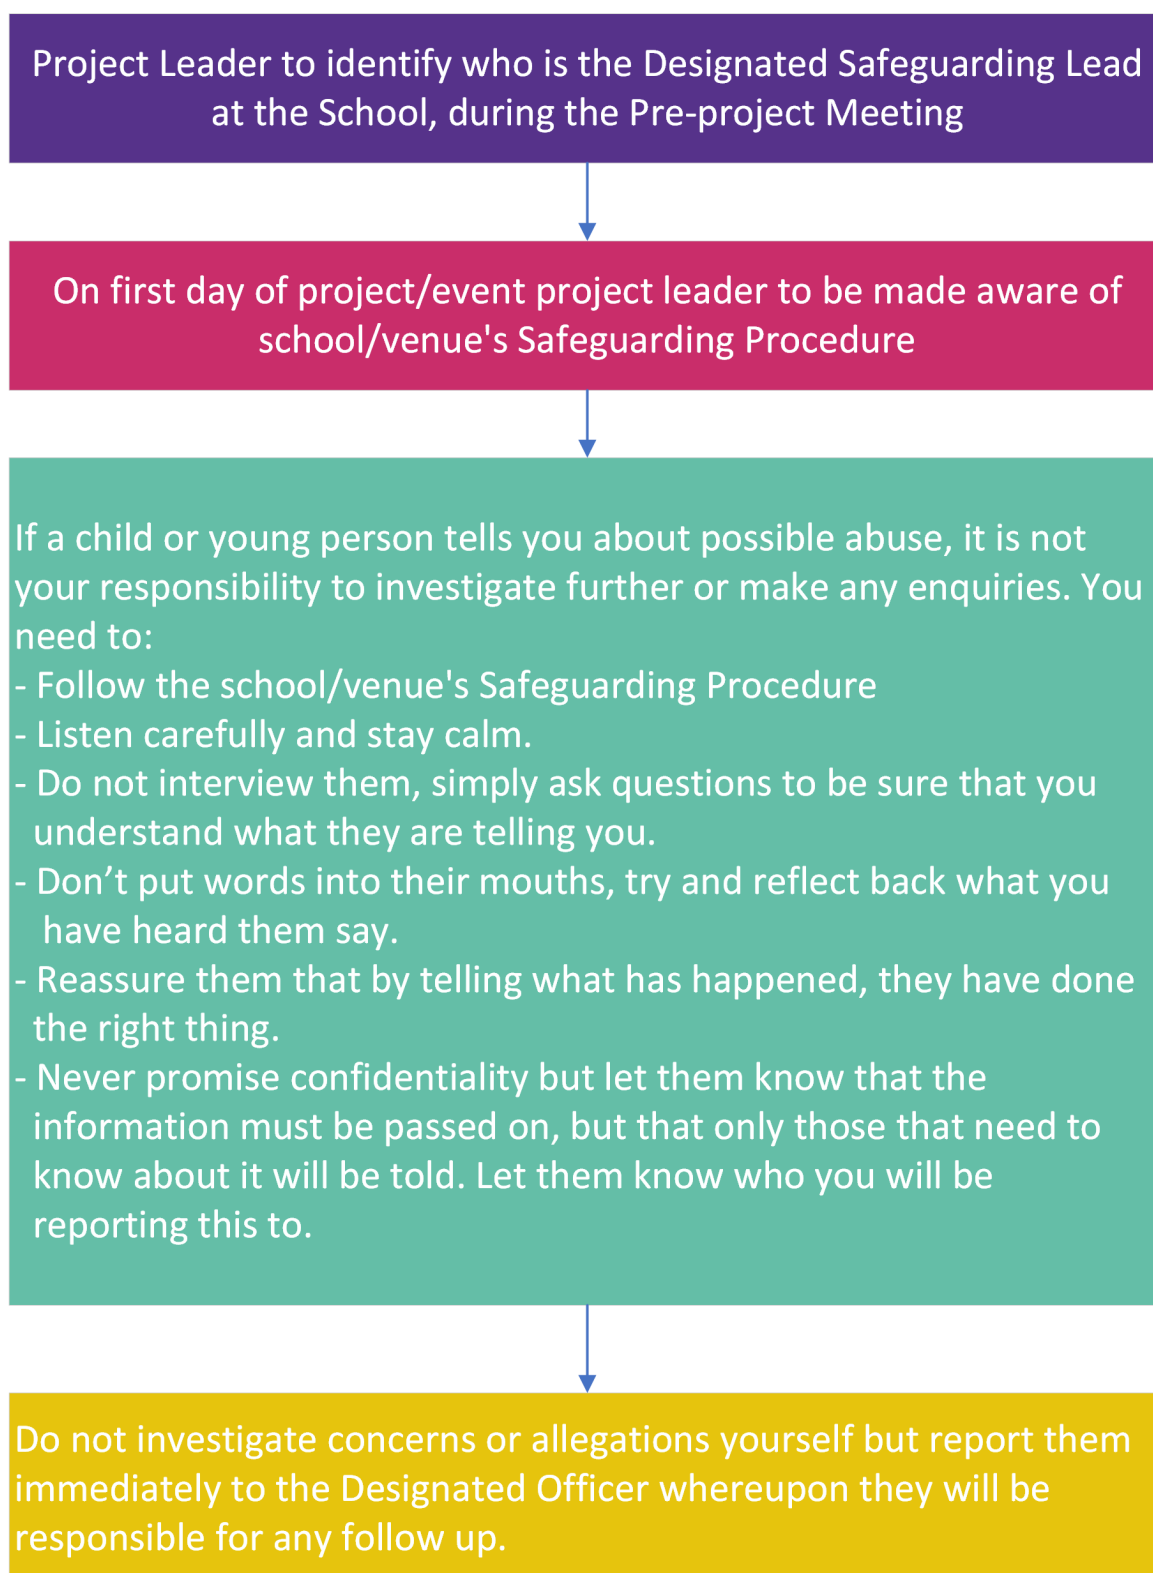 Project Leader to identify who is the Designated Safeguarding Lead
at the School, during the Pre-project Meeting
On first day of project/event project leader to be made aware of
school/venue's Safeguarding Procedure
If a child or young person tells you about possible abuse, it is not
your responsibility to investigate further or make any enquiries. You
need to:
- Follow the school/venue's Safeguarding Procedure
- Listen carefully and stay calm.
- Do not interview them, simply ask questions to be sure that you
understand what they are telling you.
- Don’t put words into their mouths, try and reflect back what you
have heard them say.
- Reassure them that by telling what has happened, they have done
the right thing.
- Never promise confidentiality but let them know that the
information must be passed on, but that only those that need to
know about it will be told. Let them know who you will be
reporting this to.
Do not investigate concerns or allegations yourself but report them
immediately to the Designated Officer whereupon they will be
responsible for any follow up.